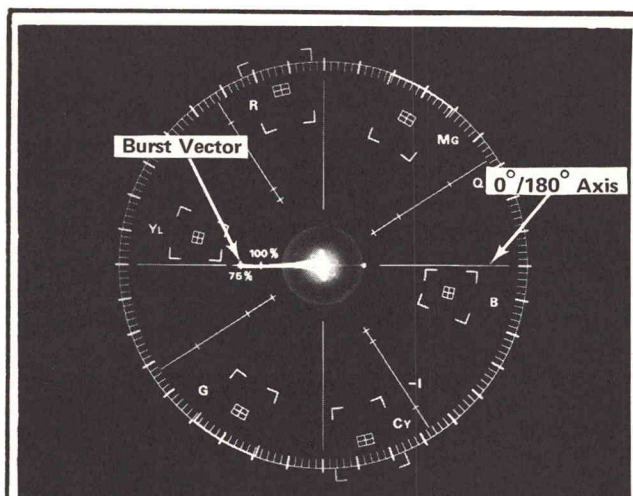 R
MG
Burst Vector
Q
0°/180° Axis
YL
100%
75%
B
-I
G
CY